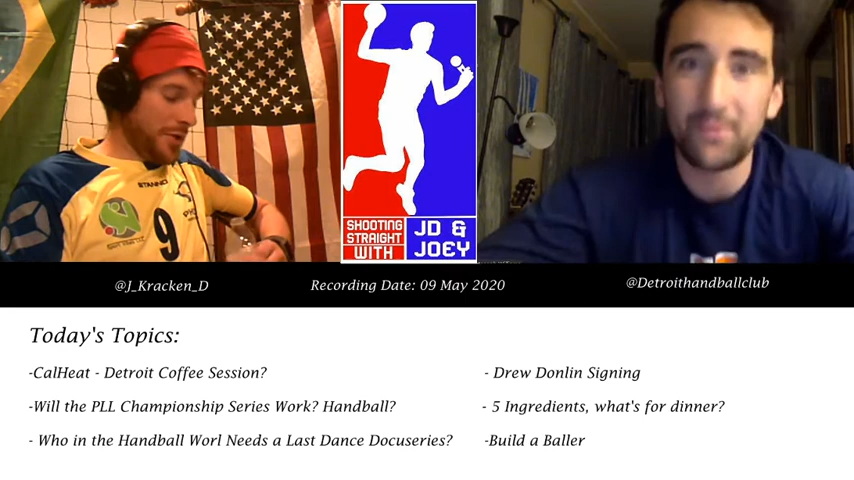 STANNO
9
SHOOTING
STRAIGHT
WITH
JD &
JOEY
@J_Kracken_D
Recording Date: 09 May 2020
@Detroithandballclub
Today's Topics:
-CalHeat - Detroit Coffee Session?
- Drew Donlin Signing
-Will the PLL Championship Series Work? Handball?
- 5 Ingredients, what's for dinner?
- Who in the Handball Worl Needs a Last Dance Docuseries?
-Build a Baller